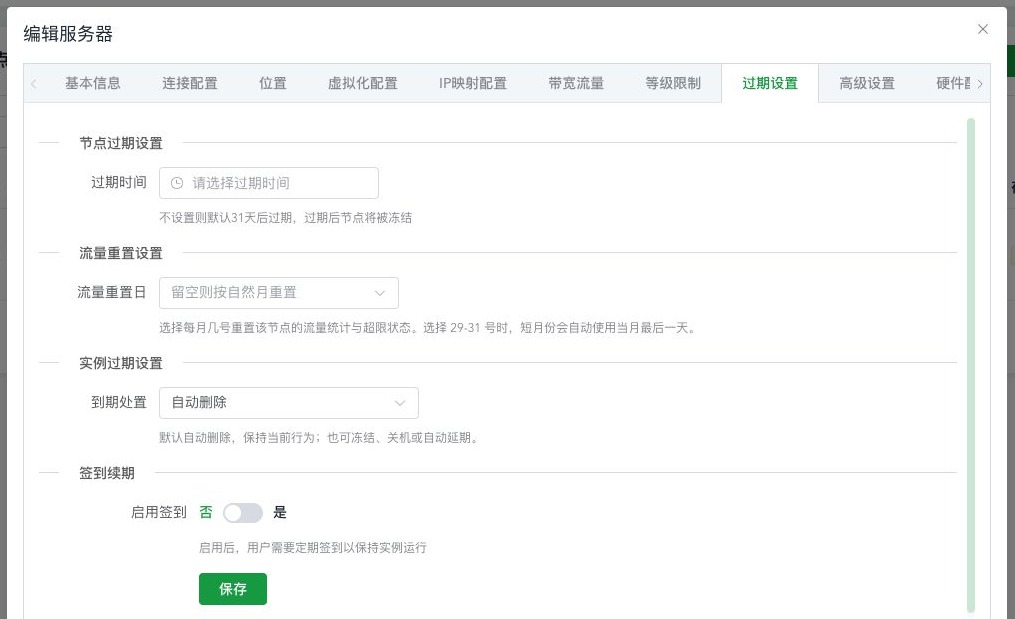 编辑服务器
基本信息 连接配置 位置 虚拟化配置 IP映射配置 带宽流量 等级限制 过期设置 高级设置 硬件
节点过期设置
过期时间 请选择过期时间
不设置则默认31天后过期，过期后节点将被冻结
流量重置设置
流量重置日 留空则按自然月重置
选择每月几号重置该节点的流量统计与超限状态。选择 29-31 号时，短月份会自动使用当月最后一天。
实例过期设置
到期处置 自动删除
默认自动删除，保持当前行为；也可冻结、关机或自动延期。
签到续期
启用签到 否 是
启用后，用户需要定期签到以保持实例运行
保存